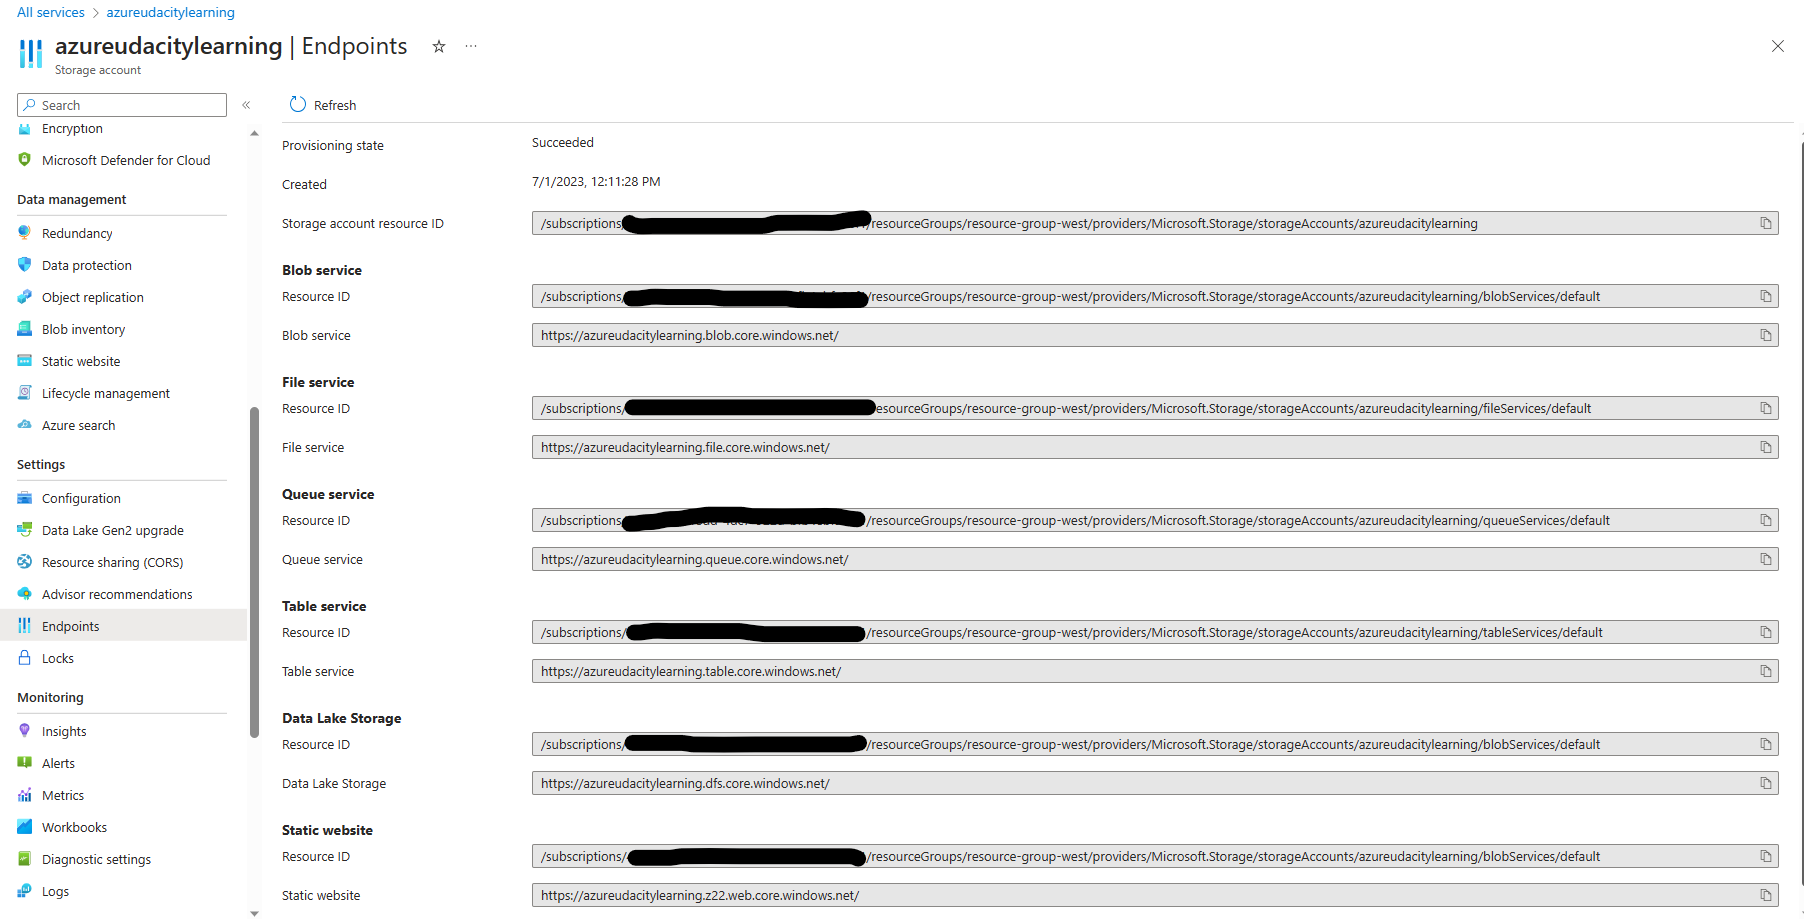 All services > azureudacitylearning
azureudacitylearning | Endpoints ☆ ...
Storage account
Search
«
Encryption
Microsoft Defender for Cloud
Data management
Redundancy
Data protection
Object replication
Blob inventory
Static website
Lifecycle management
Azure search
Settings
Configuration
Data Lake Gen2 upgrade
Resource sharing (CORS)
Advisor recommendations
Endpoints
Locks
Monitoring
Insights
Alerts
Metrics
Workbooks
Diagnostic settings
Logs
Refresh
Provisioning state Succeeded
Created 7/1/2023, 12:11:28 PM
Storage account resource ID /subscriptions/ /resourceGroups/resource-group-west/providers/Microsoft.Storage/storageAccounts/azureudacitylearning
Blob service
Resource ID /subscriptions/ /resourceGroups/resource-group-west/providers/Microsoft.Storage/storageAccounts/azureudacitylearning/blobServices/default
Blob service https://azureudacitylearning.blob.core.windows.net/
File service
Resource ID /subscriptions/ esourceGroups/resource-group-west/providers/Microsoft.Storage/storageAccounts/azureudacitylearning/fileServices/default
File service https://azureudacitylearning.file.core.windows.net/
Queue service
Resource ID /subscriptions /resourceGroups/resource-group-west/providers/Microsoft.Storage/storageAccounts/azureudacitylearning/queueServices/default
Queue service https://azureudacitylearning.queue.core.windows.net/
Table service
Resource ID /subscriptions/ /resourceGroups/resource-group-west/providers/Microsoft.Storage/storageAccounts/azureudacitylearning/tableServices/default
Table service https://azureudacitylearning.table.core.windows.net/
Data Lake Storage
Resource ID /subscriptions/ /resourceGroups/resource-group-west/providers/Microsoft.Storage/storageAccounts/azureudacitylearning/blobServices/default
Data Lake Storage https://azureudacitylearning.dfs.core.windows.net/
Static website
Resource ID /subscriptions/ /resourceGroups/resource-group-west/providers/Microsoft.Storage/storageAccounts/azureudacitylearning/blobServices/default
Static website https://azureudacitylearning.z22.web.core.windows.net/